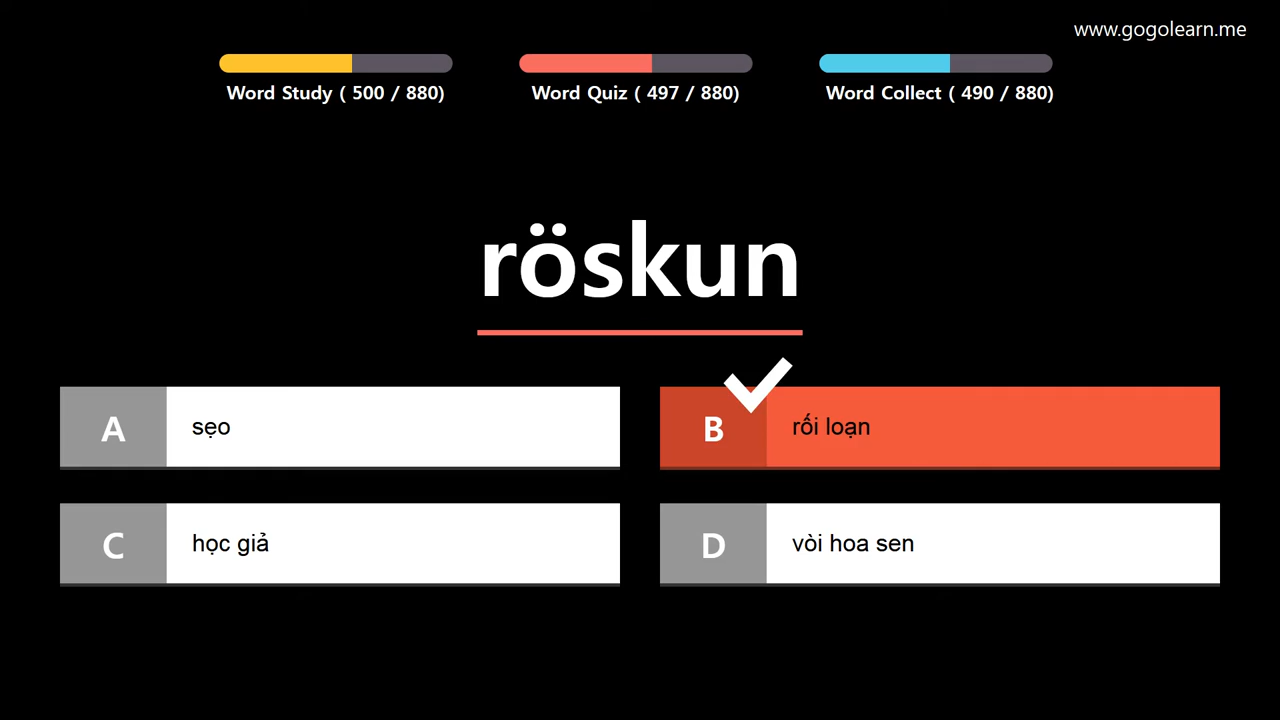 www.gogolearn.me
Word Study ( 500 / 880)
Word Quiz ( 497 / 880)
Word Collect ( 490 / 880)
röskun
A
sẹo
B
rối loạn
C
học giả
D
vòi hoa sen